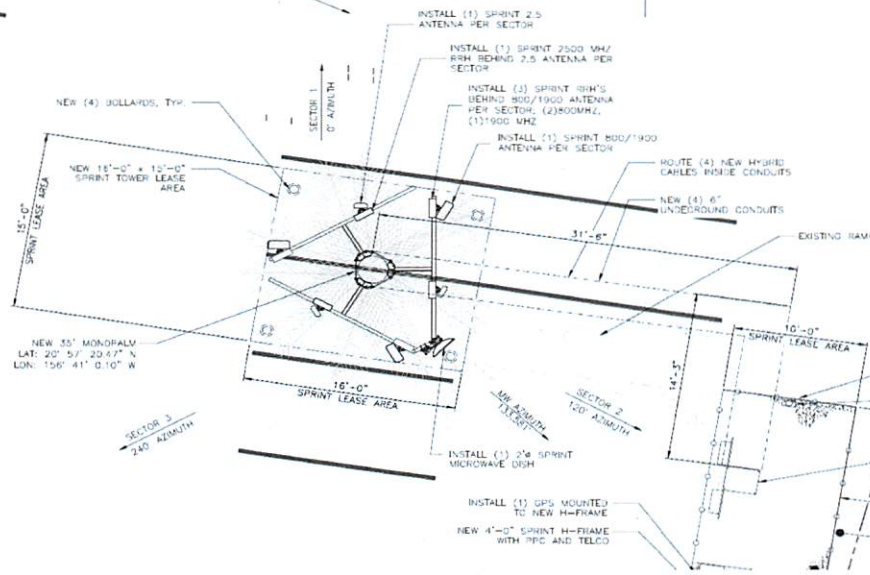 INSTALL (1) SPRINT 2.5
ANTENNA PER SECTOR
INSTALL (1) SPRINT 2500 MHZ
RRH BEHIND 2.5 ANTENNA PER
SECTOR
INSTALL (3) SPRINT RRH'S
BEHIND 800/1900 ANTENNA
PER SECTOR, (2)800MHZ,
(1)1900 MHZ
INSTALL (1) SPRINT 800/1900
ANTENNA PER SECTOR
SECTOR 1
0° AZIMUTH
NEW (4) BOLLARDS, TYP.
NEW 16'-0" x 15'-0"
SPRINT TOWER LEASE
AREA
15'-0"
SPRINT LEASE AREA
ROUTE (4) NEW HYBRID
CABLES INSIDE CONDUITS
NEW (4) 6"
UNDEGROUND CONDUITS
31'-6"
EXISTING RAM
NEW 35' MONOPALM
LAT: 20° 57' 20.47" N
LON: 156° 41' 0.10" W
16'-0"
SPRINT LEASE AREA
14'-5"
10'-0"
SPRINT LEASE AREA
SECTOR 3
240 AZIMUTH
MW AZIMUTH
SECTOR 2
120° AZIMUTH
INSTALL (1) 2'ø SPRINT
MICROWAVE DISH
INSTALL (1) GPS MOUNTED
TO NEW H-FRAME
NEW 4'-0" SPRINT H-FRAME
WITH PPC AND TELCO